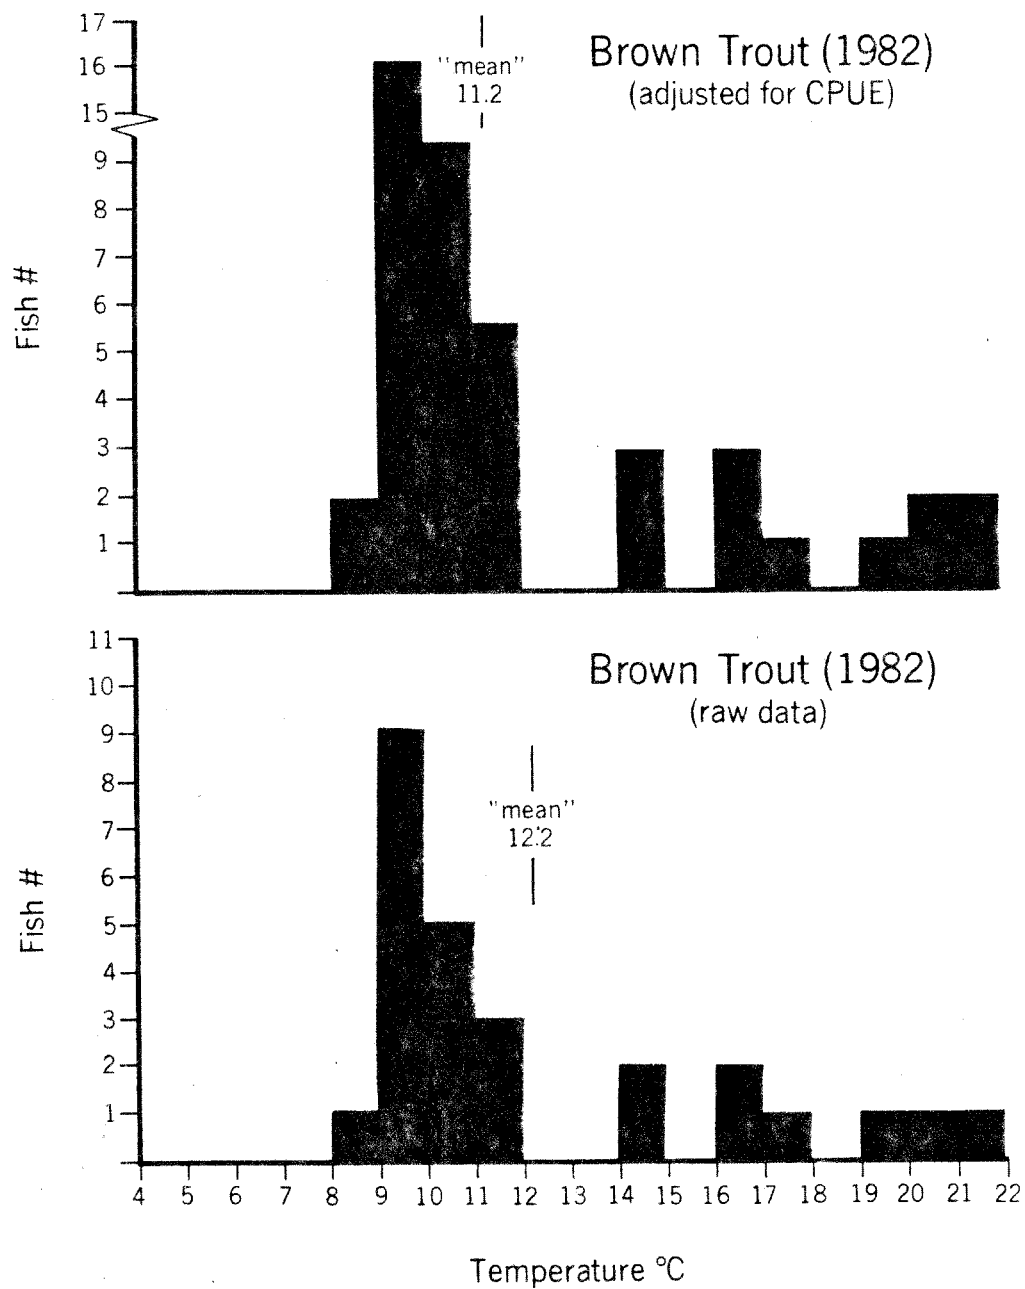 Brown Trout (1982)
(adjusted for CPUE)
"mean"
11.2
17
16
15
9
8
7
6
5
4
3
2
1
Fish #
Brown Trout (1982)
(raw data)
"mean"
12.2
11
10
9
8
7
6
5
4
3
2
1
Fish #
4 5 6 7 8 9 10 11 12 13 14 15 16 17 18 19 20 21 22
Temperature °C